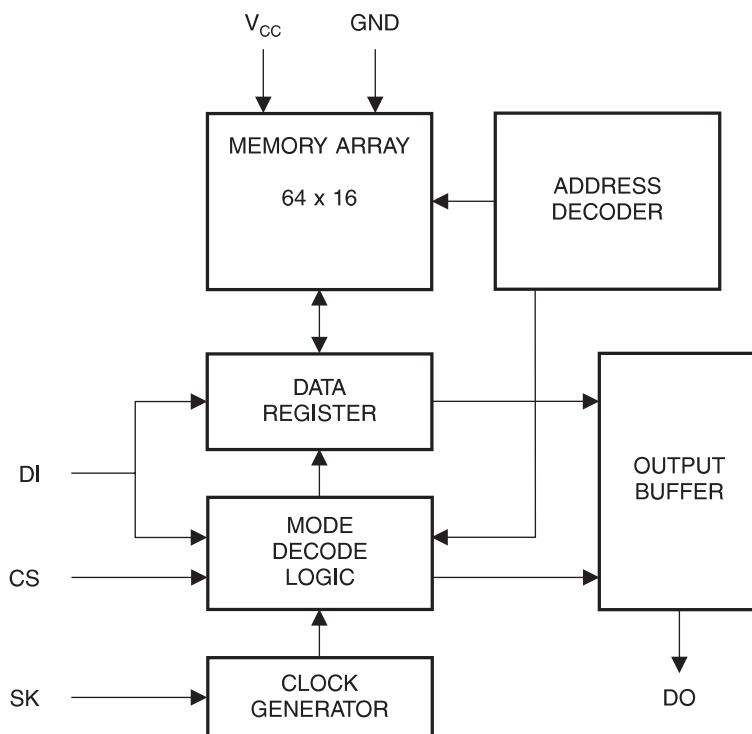 VCC
GND
MEMORY ARRAY
64 x 16
ADDRESS
DECODER
DATA
REGISTER
OUTPUT
BUFFER
DI
MODE
DECODE
LOGIC
CS
CLOCK
GENERATOR
SK
DO